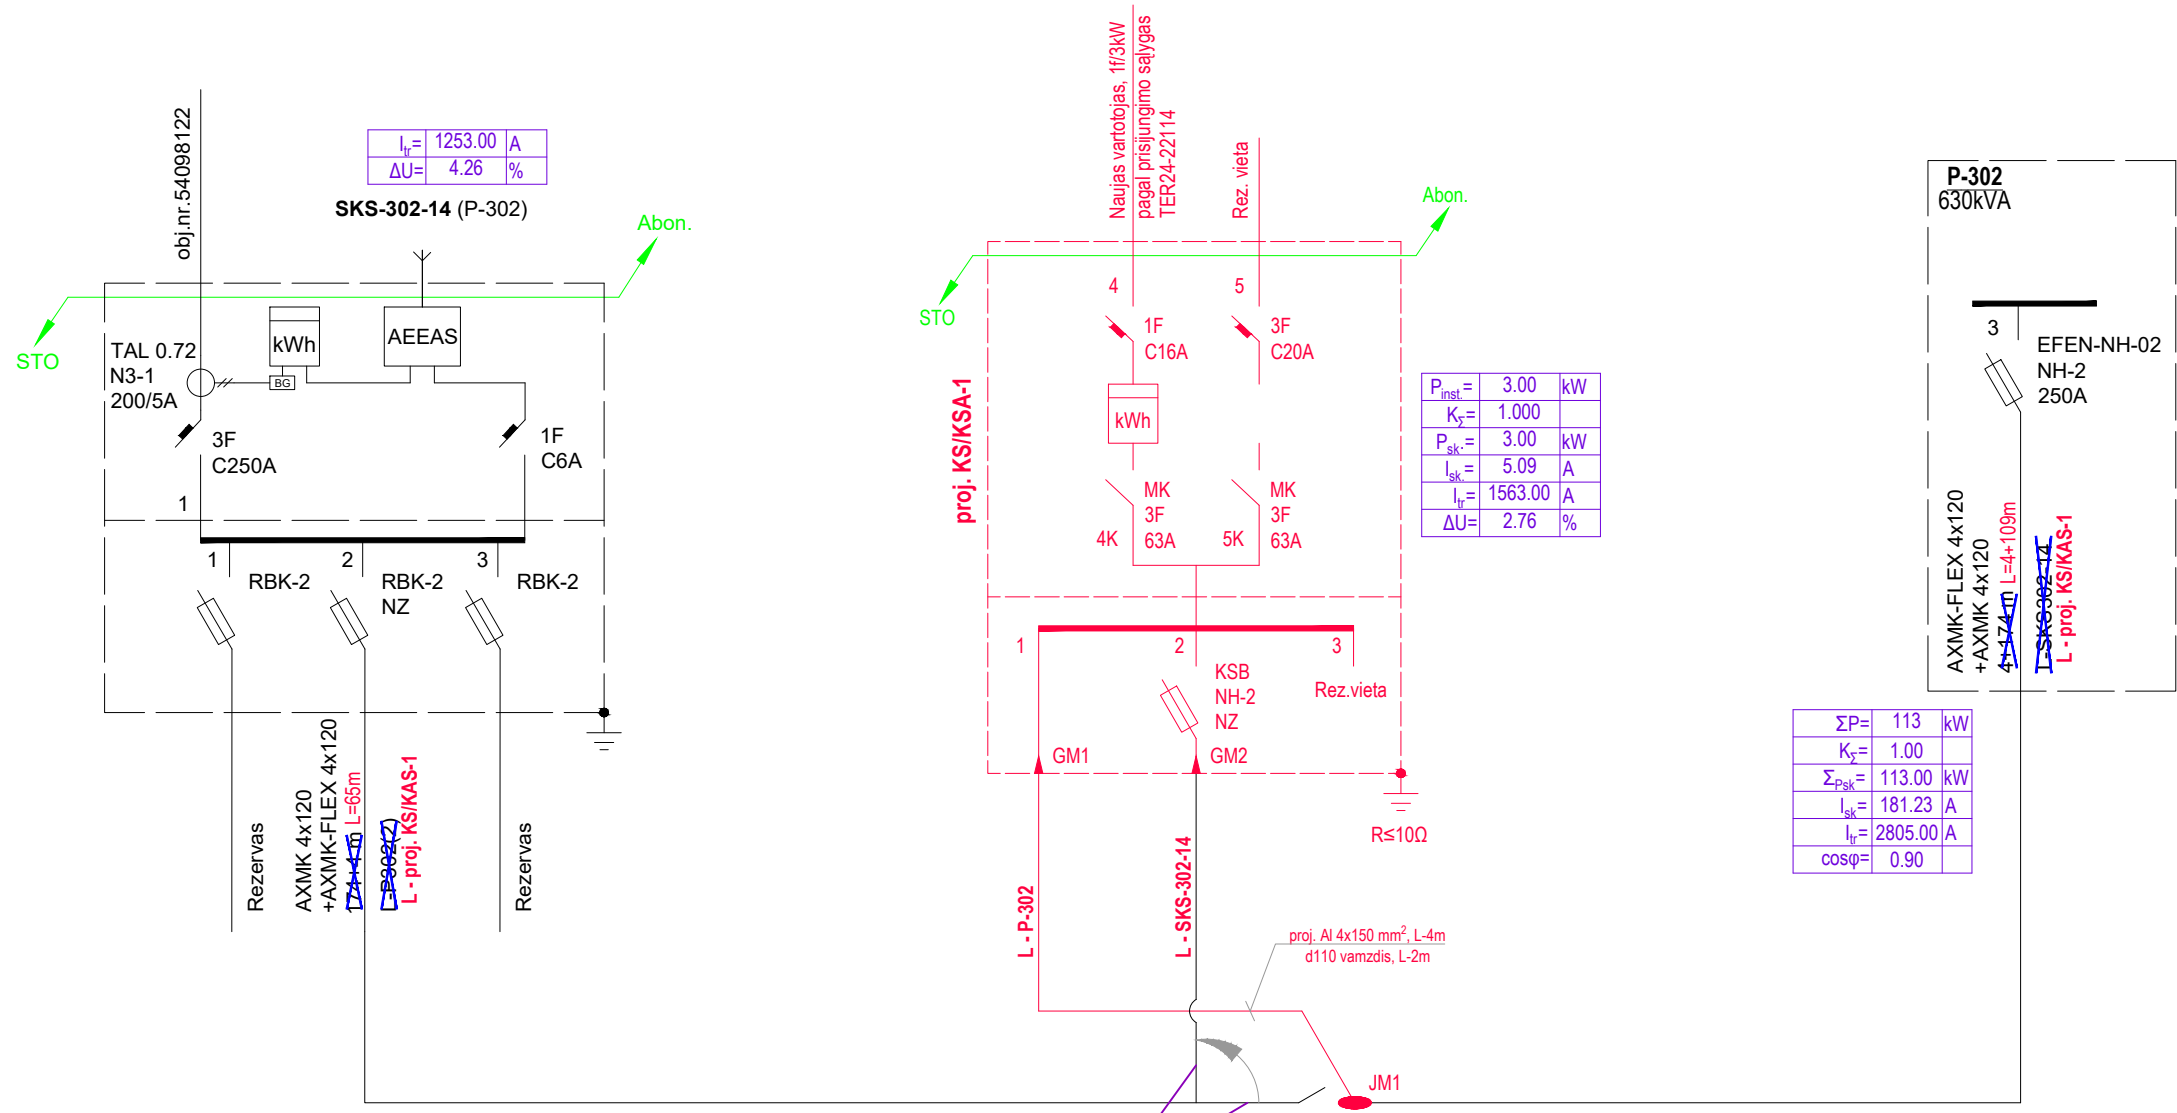 obj.nr.54098122
Itr= 1253.00 A
ΔU= 4.26 %
SKS-302-14 (P-302)
Abon.
STO
TAL 0.72
N3-1
200/5A
kWh
BG
AEEAS
3F
C250A
1F
C6A
1
1
2
3
RBK-2
RBK-2
NZ
RBK-2
Rezervas
AXMK 4x120
+AXMK-FLEX 4x120
174+4 m L=65m
L-P302(2)
L - proj. KS/KAS-1
Rezervas
Naujas vartotojas, 1f/3kW
pagal prisijungimo sąlygas
TER24-22114
Rez. vieta
Abon.
STO
proj. KS/KSA-1
4
5
1F
C16A
3F
C20A
kWh
MK
3F
63A
4K
MK
3F
63A
5K
1
2
3
KSB
NH-2
NZ
Rez.vieta
GM1
GM2
R≤10Ω
L - P-302
L - SKS-302-14
proj. Al 4x150 mm², L-4m
d110 vamzdis, L-2m
JM1
Pinst.= 3.00 kW
KΣ= 1.000
Psk.= 3.00 kW
Isk.= 5.09 A
Itr= 1563.00 A
ΔU= 2.76 %
P-302
630kVA
3
EFEN-NH-02
NH-2
250A
AXMK-FLEX 4x120
+AXMK 4x120
4+174 m L=4+109m
L-SKS302-14
L - proj. KS/KAS-1
ΣP= 113 kW
KΣ= 1.00
ΣPsk= 113.00 kW
Isk= 181.23 A
Itr= 2805.00 A
cosφ= 0.90